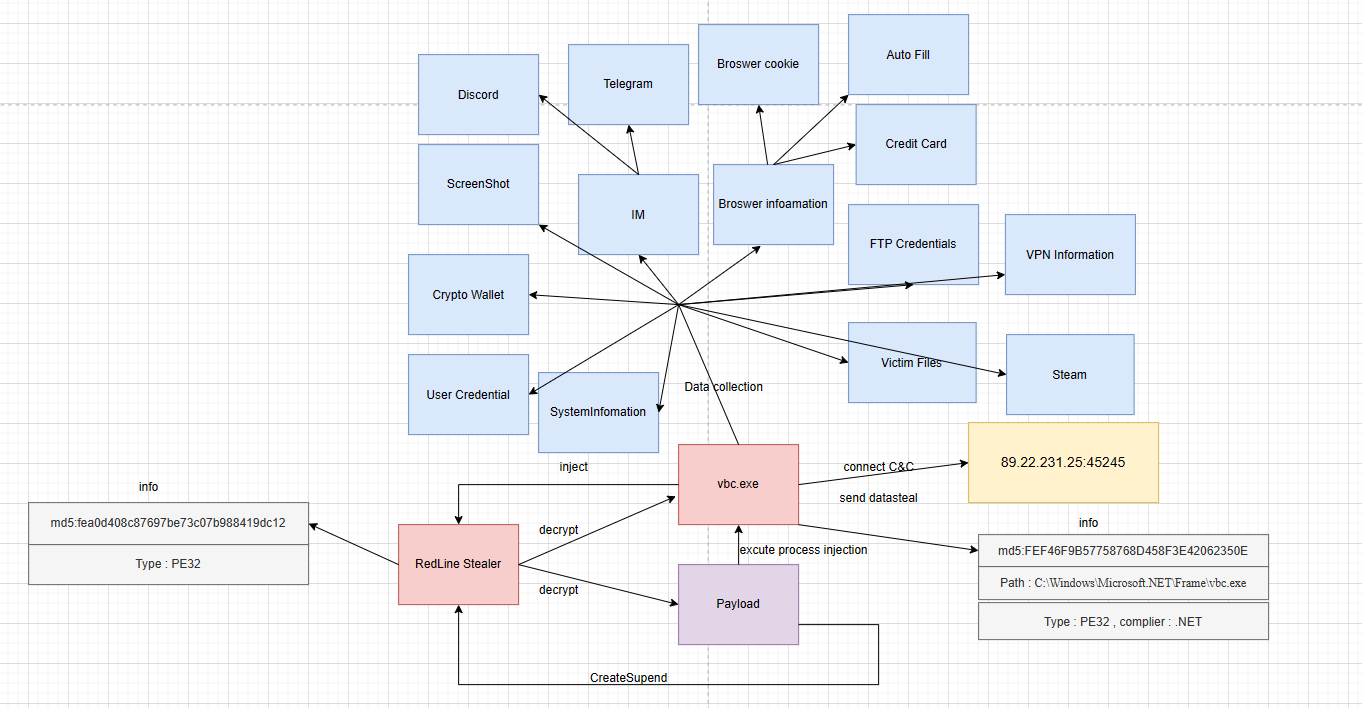 Auto Fill
Broswer cookie
Telegram
Discord
Credit Card
ScreenShot
Broswer infoamation
IM
FTP Credentials
VPN Information
Crypto Wallet
Victim Files
Steam
User Credential
SystemInfomation
Data collection
inject
connect C&C
89.22.231.25:45245
vbc.exe
send datasteal
info
md5:fea0d408c87697be73c07b988419dc12
Type : PE32
decrypt
RedLine Stealer
decrypt
excute process injection
Payload
CreateSupend
info
md5:FEF46F9B57758768D458F3E42062350E
Path : C:\Windows\Microsoft.NET\Frame\vbc.exe
Type : PE32 , complier : .NET